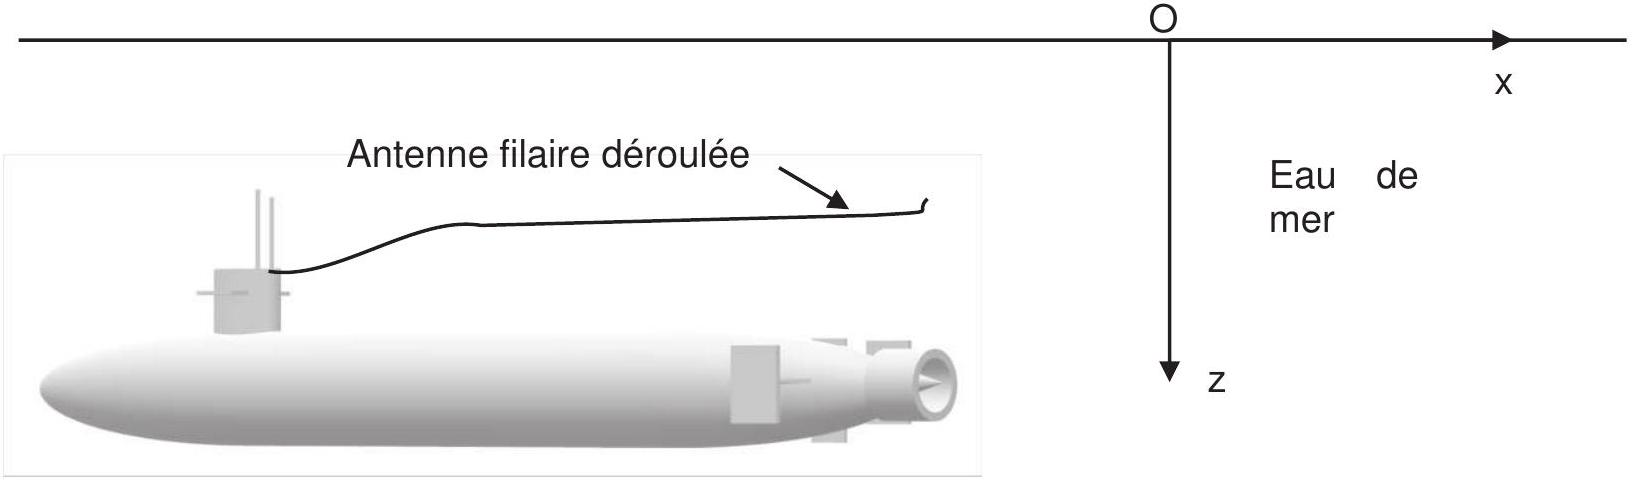 O
x
Antenne filaire déroulée
Eau de
mer
z